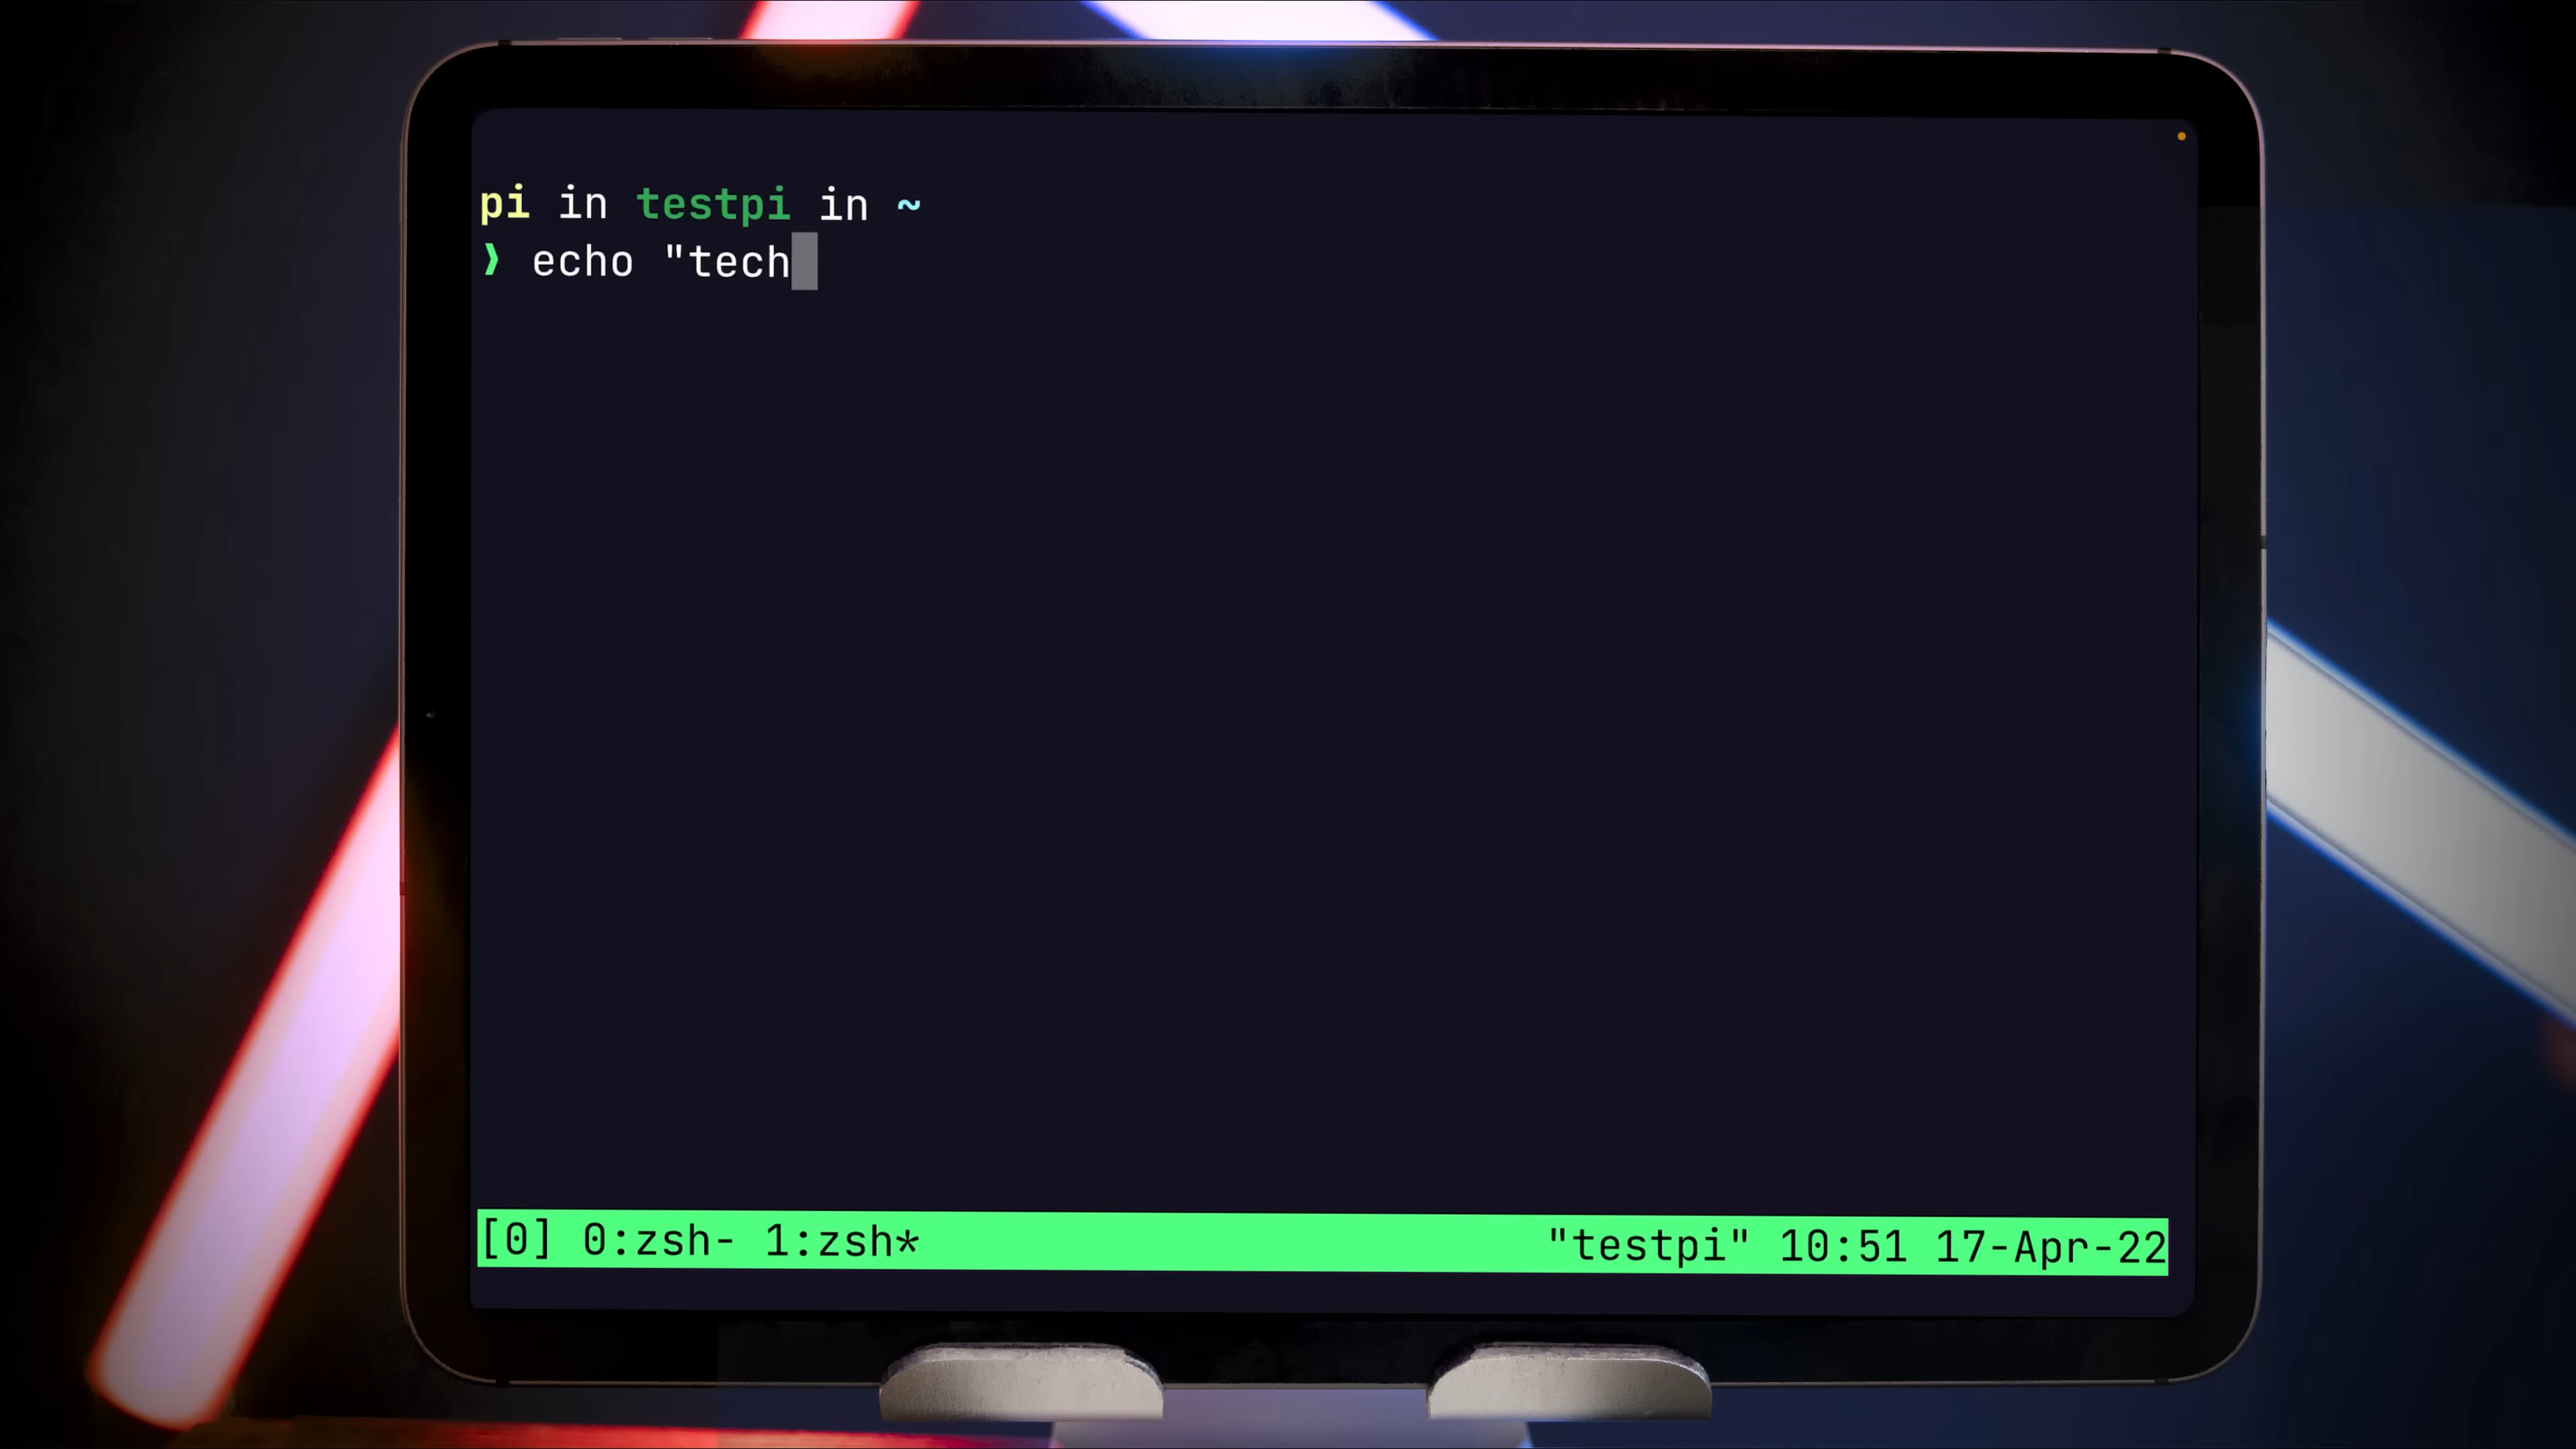 pi in testpi in ~
❯ echo "tech
[0] 0:zsh- 1:zsh* "testpi" 10:51 17-Apr-22